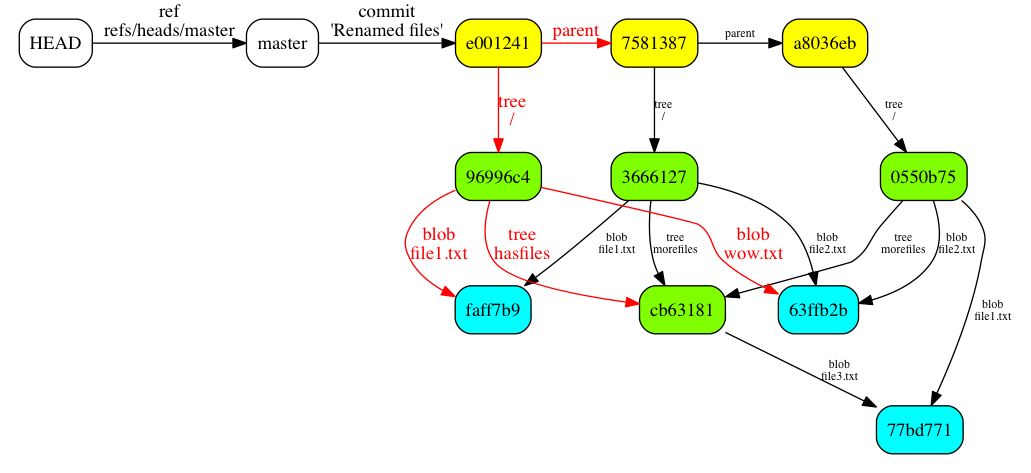 ref
refs/heads/master
commit
'Renamed files'
HEAD
master
e001241
parent
7581387
parent
a8036eb
tree
/
tree
/
tree
/
96996c4
3666127
0550b75
blob
file1.txt
tree
hasfiles
blob
file1.txt
tree
morefiles
blob
wow.txt
blob
file2.txt
tree
morefiles
blob
file2.txt
blob
file1.txt
faff7b9
cb63181
63ffb2b
blob
file3.txt
77bd771